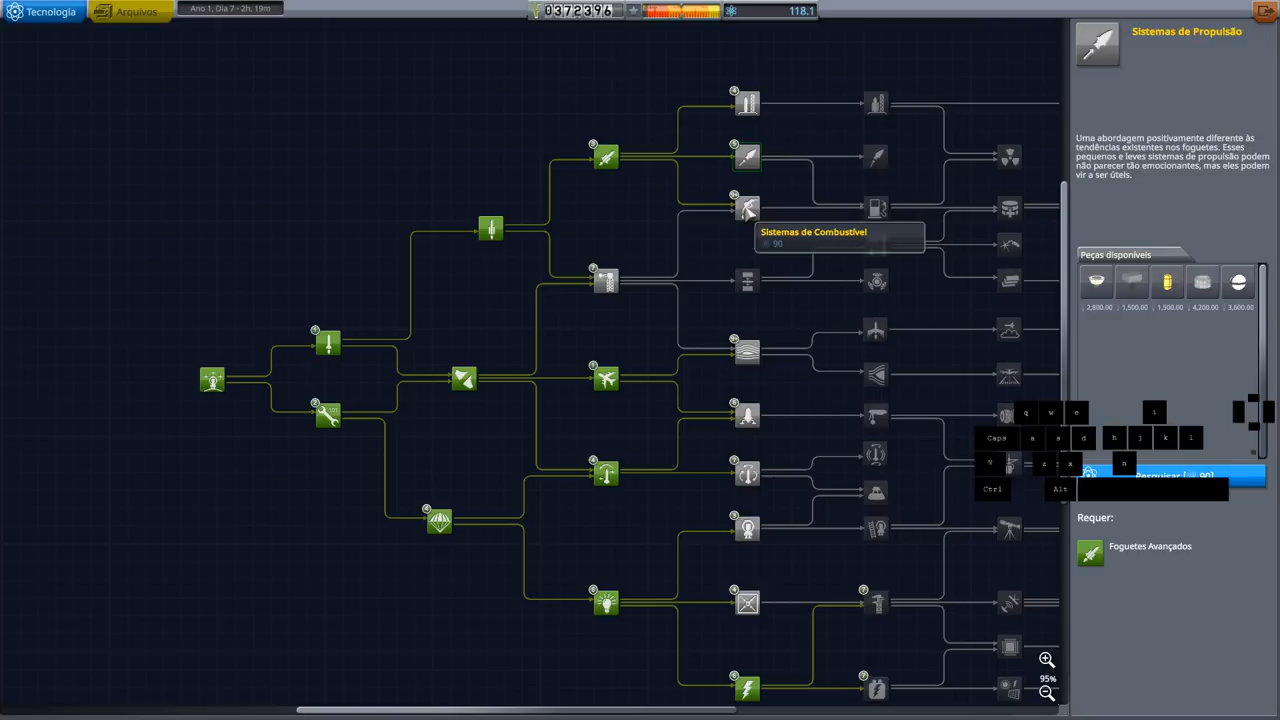 Tecnologia
Arquivos
Ano 1, Dia 7 - 2h, 19m
0372396
118.1
Sistemas de Propulsão
Uma abordagem positivamente diferente às
tendências existentes nos foguetes. Esses
pequenos e leves sistemas de propulsão podem
não parecer tão emocionantes, mas eles podem
vir a ser úteis.
Sistemas de Combustível
90
Peças disponíveis
2,800.00 1,500.00 1,500.00 4,200.00 3,600.00
q w e i
Caps a s d h j k l
z x n
Ctrl Alt
Pesquisar [ 90]
Requer:
Foguetes Avançados
95%